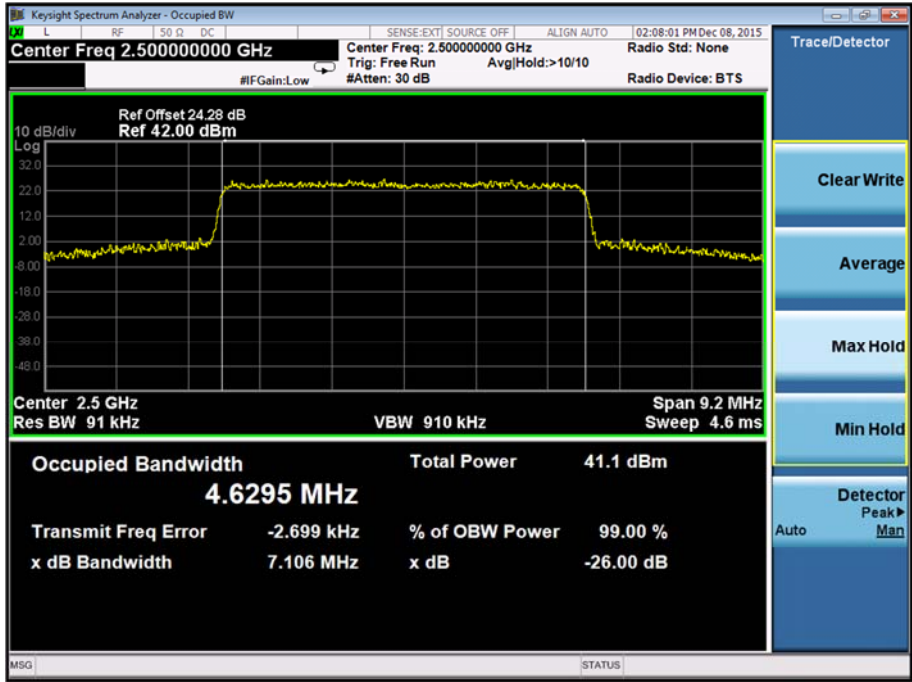 Keysight Spectrum Analyzer - Occupied BW
LXI L RF 50 Ω DC SENSE:EXT SOURCE OFF ALIGN AUTO 02:08:01 PM Dec 08, 2015
Center Freq 2.500000000 GHz
Center Freq: 2.500000000 GHz
Radio Std: None
Trig: Free Run Avg|Hold:>10/10
#IFGain:Low
#Atten: 30 dB
Radio Device: BTS
Ref Offset 24.28 dB
10 dB/div Ref 42.00 dBm
Log
32.0
22.0
12.0
2.00
-8.00
-18.0
-28.0
-38.0
-48.0
Center 2.5 GHz Span 9.2 MHz
Res BW 91 kHz VBW 910 kHz Sweep 4.6 ms
Occupied Bandwidth Total Power 41.1 dBm
4.6295 MHz
Transmit Freq Error -2.699 kHz % of OBW Power 99.00 %
x dB Bandwidth 7.106 MHz x dB -26.00 dB
Trace/Detector
Clear Write
Average
Max Hold
Min Hold
Detector
Peak▶
Auto Man
MSG STATUS